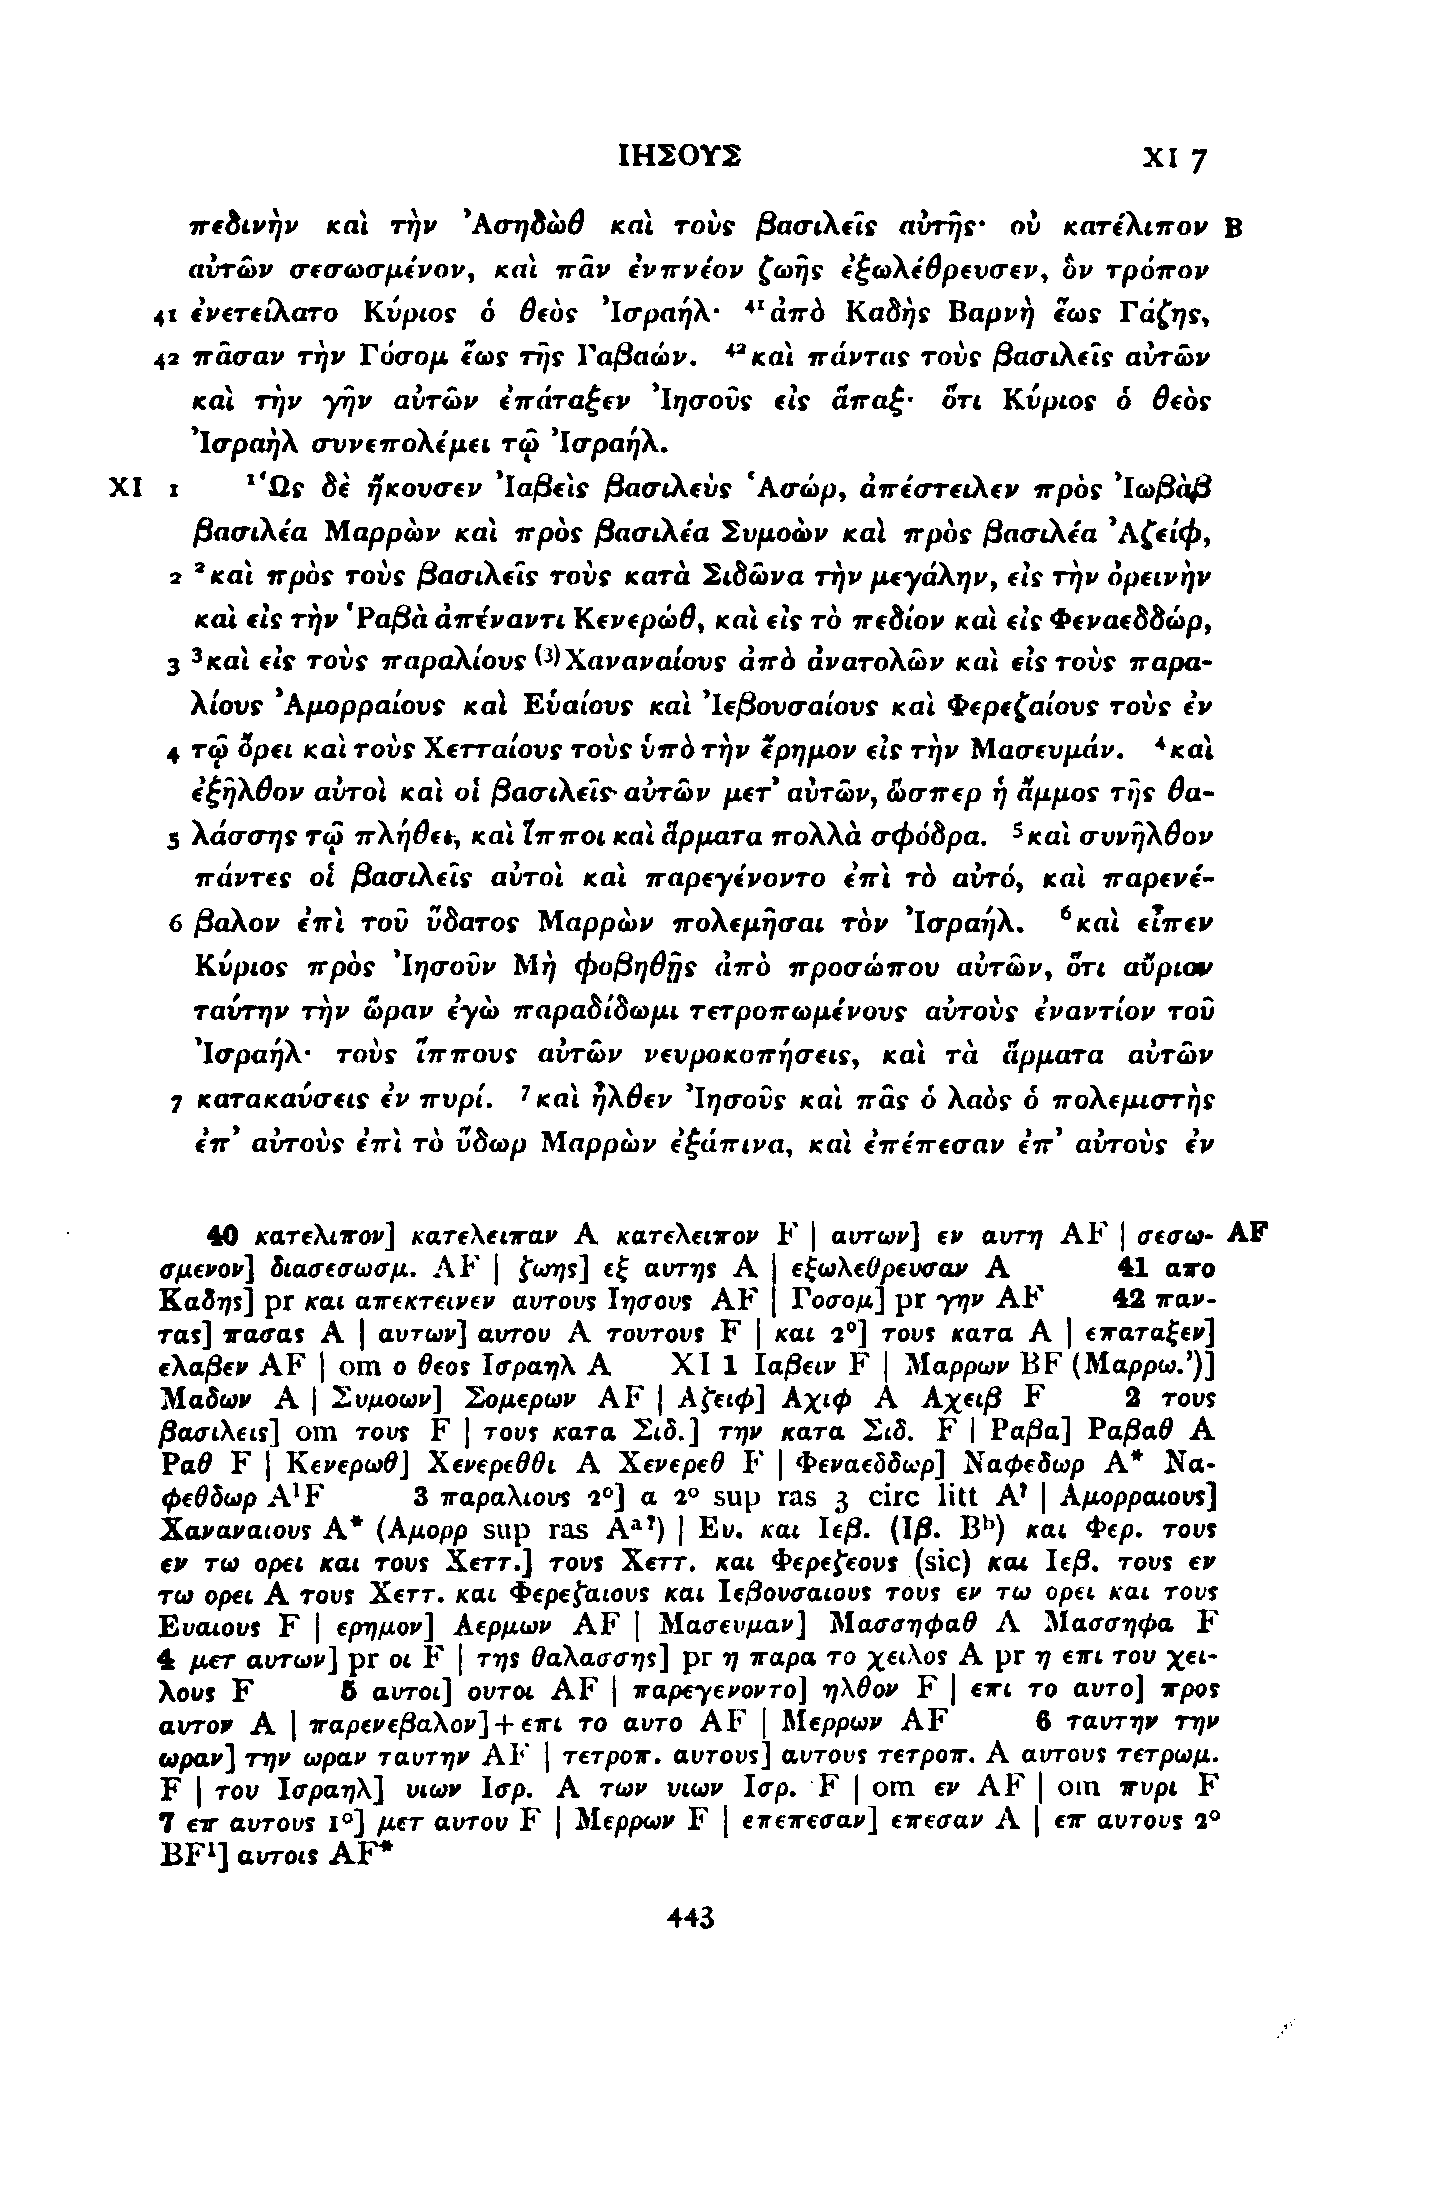 ΙΗΣΟΥΣ XI 7
πεδινὴν καὶ τὴν Ἀσηδὼθ καὶ τοὺς βασιλεῖς αὐτῆς· οὐ κατέλιπον B
αὐτῶν σεσωσμένον, καὶ πᾶν ἐνπνέον ζωῆς ἐξωλέθρευσεν, ὃν τρόπον
41 ἐνετείλατο Κύριος ὁ θεὸς Ἰσραήλ· ⁴¹ἀπὸ Καδὴς Βαρνὴ ἕως Γάζης,
42 πᾶσαν τὴν Γόσομ ἕως τῆς Γαβαών. ⁴²καὶ πάντας τοὺς βασιλεῖς αὐτῶν
καὶ τὴν γῆν αὐτῶν ἐπάταξεν Ἰησοῦς εἰς ἅπαξ· ὅτι Κύριος ὁ θεὸς
Ἰσραὴλ συνεπολέμει τῷ Ἰσραήλ.
XI 1 ¹Ὡς δὲ ἤκουσεν Ἰαβεὶς βασιλεὺς Ἁσώρ, ἀπέστειλεν πρὸς Ἰωβὰβ
βασιλέα Μαρρὼν καὶ πρὸς βασιλέα Συμοὼν καὶ πρὸς βασιλέα Ἀζείφ,
2 ²καὶ πρὸς τοὺς βασιλεῖς τοὺς κατὰ Σιδῶνα τὴν μεγάλην, εἰς τὴν ὀρεινὴν
καὶ εἰς τὴν Ῥαβὰ ἀπέναντι Κενερώθ, καὶ εἰς τὸ πεδίον καὶ εἰς Φεναεδδώρ,
3 ³καὶ εἰς τοὺς παραλίους ⁽³⁾Χαναναίους ἀπὸ ἀνατολῶν καὶ εἰς τοὺς παρα-
λίους Ἀμορραίους καὶ Εὑαίους καὶ Ἰεβουσαίους καὶ Φερεζαίους τοὺς ἐν
4 τῷ ὄρει καὶ τοὺς Χετταίους τοὺς ὑπὸ τὴν ἔρημον εἰς τὴν Μασευμάν. ⁴καὶ
ἐξῆλθον αὐτοὶ καὶ οἱ βασιλεῖς αὐτῶν μετ᾽ αὐτῶν, ὥσπερ ἡ ἄμμος τῆς θα-
5 λάσσης τῷ πλήθει, καὶ ἵπποι καὶ ἅρματα πολλὰ σφόδρα. ⁵καὶ συνῆλθον
πάντες οἱ βασιλεῖς αὐτοὶ καὶ παρεγένοντο ἐπὶ τὸ αὐτό, καὶ παρενέ-
6 βαλον ἐπὶ τοῦ ὕδατος Μαρρὼν πολεμῆσαι τὸν Ἰσραήλ. ⁶καὶ εἶπεν
Κύριος πρὸς Ἰησοῦν Μὴ φοβηθῇς ἀπὸ προσώπου αὐτῶν, ὅτι αὔριον
ταύτην τὴν ὥραν ἐγὼ παραδίδωμι τετροπωμένους αὐτοὺς ἐναντίον τοῦ
Ἰσραήλ· τοὺς ἵππους αὐτῶν νευροκοπήσεις, καὶ τὰ ἅρματα αὐτῶν
7 κατακαύσεις ἐν πυρί. ⁷καὶ ἦλθεν Ἰησοῦς καὶ πᾶς ὁ λαὸς ὁ πολεμιστὴς
ἐπ᾽ αὐτοὺς ἐπὶ τὸ ὕδωρ Μαρρὼν ἐξάπινα, καὶ ἐπέπεσαν ἐπ᾽ αὐτοὺς ἐν
40 κατελιπον] κατελειπαν A κατελειπον F | αυτων] εν αυτη AF | σεσω- AF
σμενον] διασεσωσμ. AF | ζωης] εξ αυτης A | εξωλεθρευσαν A 41 απο
Καδης] pr και απεκτεινεν αυτους Ιησους AF | Γοσομ] pr γην AF 42 παν-
τας] πασας A | αυτων] αυτου A τουτους F | και 2°] τους κατα A | επαταξεν]
ελαβεν AF | om ο θεος Ισραηλ A XI 1 Ιαβειν F | Μαρρων BF (Μαρρω.’)]
Μαδων A | Συμοων] Σομερων AF | Αζειφ] Αχιφ A Αχειβ F 2 τους
βασιλεις] om τους F | τους κατα Σιδ.] την κατα Σιδ. F | Ραβα] Ραβαθ A
Ραθ F | Κενερωθ] Χενερεθθι A Χενερεθ F | Φεναεδδωρ] Ναφεδωρ A* Να-
φεθδωρ A¹F 3 παραλιους 2°] α 2° sup ras 3 circ litt A? | Αμορραιους]
Χαναναιους A* (Αμορρ sup ras Aᵃ?) | Ευ. και Ιεβ. (Ιβ. Bᵇ) και Φερ. τους
εν τω ορει και τους Χεττ.] τους Χεττ. και Φερεζεους (sic) και Ιεβ. τους εν
τω ορει A τους Χεττ. και Φερεζαιους και Ιεβουσαιους τους εν τω ορει και τους
Ευαιους F | ερημον] Αερμων AF | Μασευμαν] Μασσηφαθ A Μασσηφα F
4 μετ αυτων] pr οι F | της θαλασσης] pr η παρα το χειλος A pr η επι του χει-
λους F 5 αυτοι] ουτοι AF | παρεγενοντο] ηλθον F | επι το αυτο] προς
αυτον A | παρενεβαλον]+επι το αυτο AF | Μερρων AF 6 ταυτην την
ωραν] την ωραν ταυτην AF | τετροπ. αυτους] αυτους τετροπ. A αυτους τετρωμ.
F | του Ισραηλ] υιων Ισρ. A των υιων Ισρ. F | om εν AF | om πυρι F
7 επ αυτους 1°] μετ αυτου F | Μερρων F | επεπεσαν] επεσαν A | επ αυτους 2°
BF¹] αυτοις AF*
443